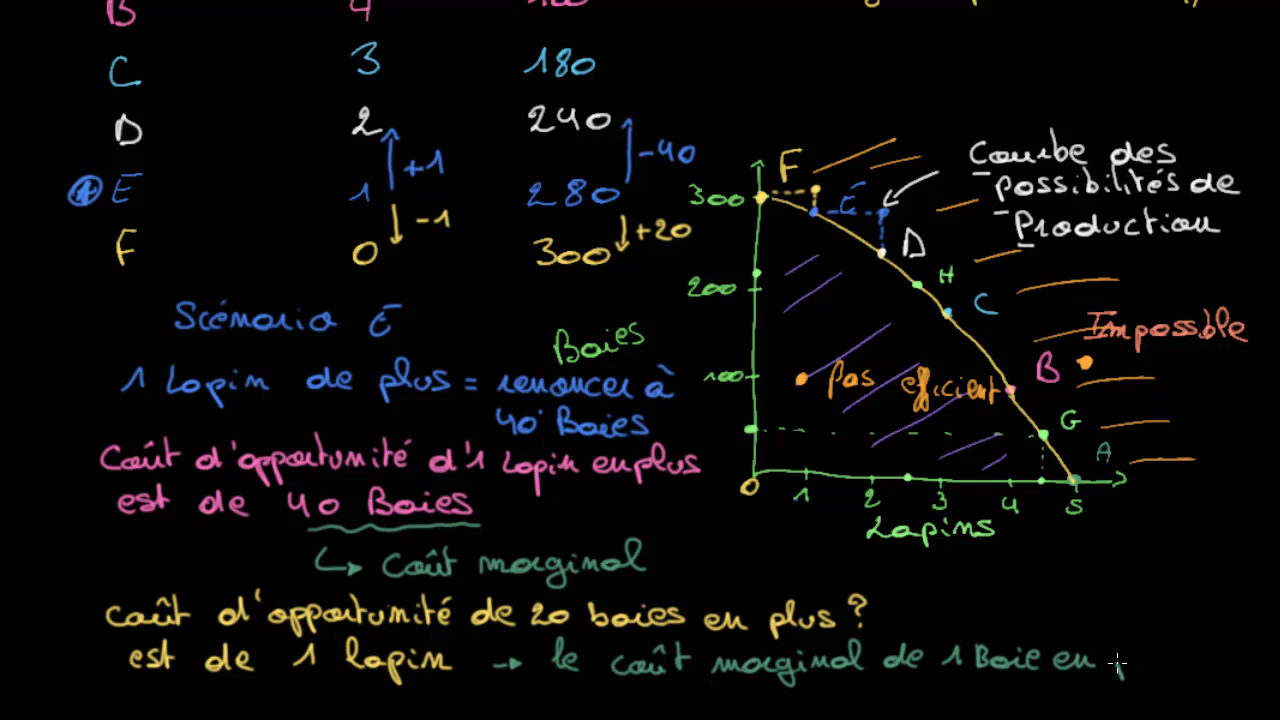 B 4 100
C 3 180
D 2 240
+1 -40
E 1 280
-1 +20
F 0 300
Scénario E
1 Lapin de plus = renoncer à
40 Baies
Coût d'opportunité d'1 Lapin en plus
est de 40 Baies
Coût marginal
Coût d'opportunité de 20 baies en plus?
est de 1 lapin → le coût marginal de 1 Baie en
Courbe des
possibilités de
Production
F
300
E
D
H
200
C
Baies
Impossible
100
Pas efficient
B
G
A
0 1 2 3 4 5
Lapins